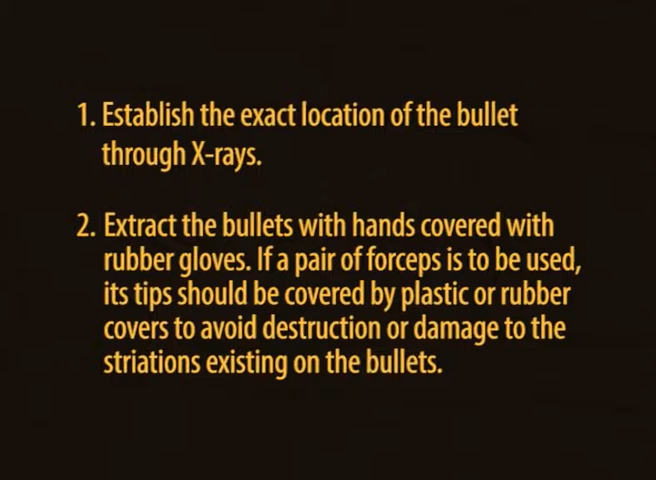 1. Establish the exact location of the bullet
through X-rays.
2. Extract the bullets with hands covered with
rubber gloves. If a pair of forceps is to be used,
its tips should be covered by plastic or rubber
covers to avoid destruction or damage to the
striations existing on the bullets.